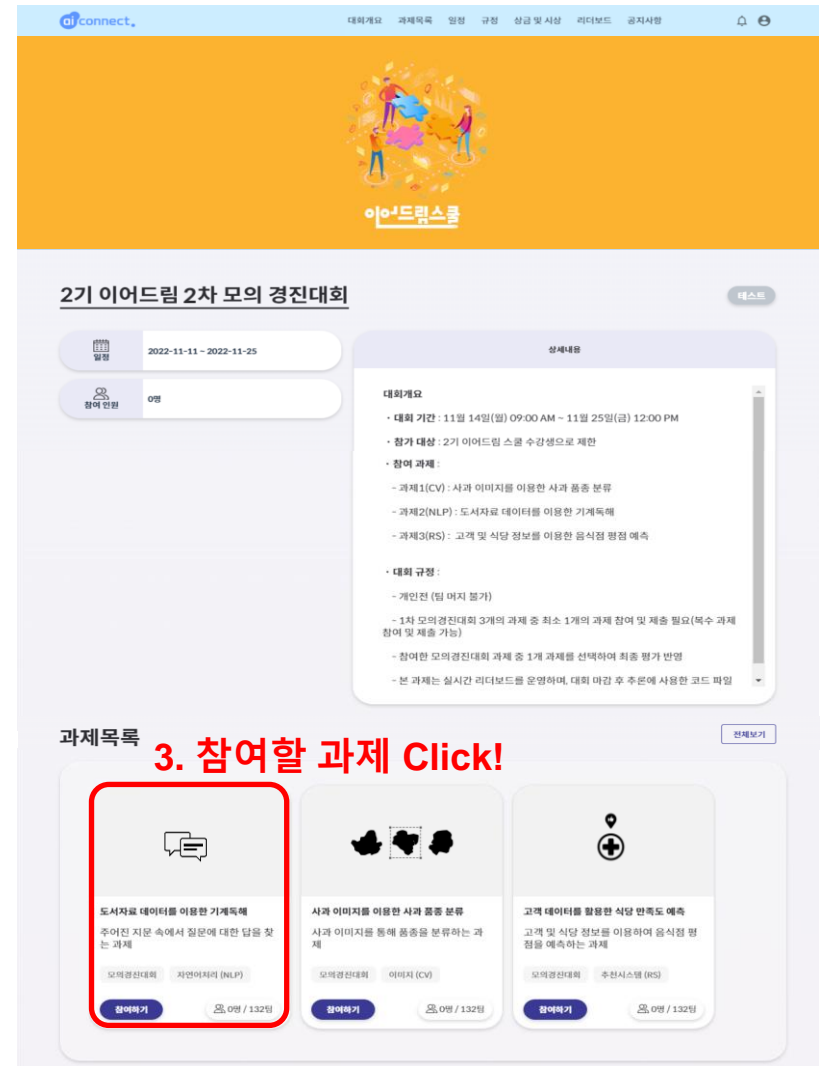 aiconnect.
대회개요 과제목록 일정 규정 상금 및 시상 리더보드 공지사항
이어드림스쿨
2기 이어드림 2차 모의 경진대회
테스트
일정
2022-11-11 ~ 2022-11-25
참여 인원
0명
상세내용
대회개요
· 대회 기간 : 11월 14일(월) 09:00 AM ~ 11월 25일(금) 12:00 PM
· 참가 대상 : 2기 이어드림 스쿨 수강생으로 제한
· 참여 과제 :
- 과제1(CV) : 사과 이미지를 이용한 사과 품종 분류
- 과제2(NLP) : 도서자료 데이터를 이용한 기계독해
- 과제3(RS) : 고객 및 식당 정보를 이용한 음식점 평점 예측
· 대회 규정 :
- 개인전 (팀 머지 불가)
- 1차 모의경진대회 3개의 과제 중 최소 1개의 과제 참여 및 제출 필요(복수 과제
참여 및 제출 가능)
- 참여한 모의경진대회 과제 중 1개 과제를 선택하여 최종 평가 반영
- 본 과제는 실시간 리더보드를 운영하며, 대회 마감 후 추론에 사용한 코드 파일
과제목록
3. 참여할 과제 Click!
전체보기
도서자료 데이터를 이용한 기계독해
주어진 지문 속에서 질문에 대한 답을 찾
는 과제
모의경진대회 자연어처리 (NLP)
참여하기 0명 / 132팀
사과 이미지를 이용한 사과 품종 분류
사과 이미지를 통해 품종을 분류하는 과
제
모의경진대회 이미지 (CV)
참여하기 0명 / 132팀
고객 데이터를 활용한 식당 만족도 예측
고객 및 식당 정보를 이용하여 음식점 평
점을 예측하는 과제
모의경진대회 추천시스템 (RS)
참여하기 0명 / 132팀